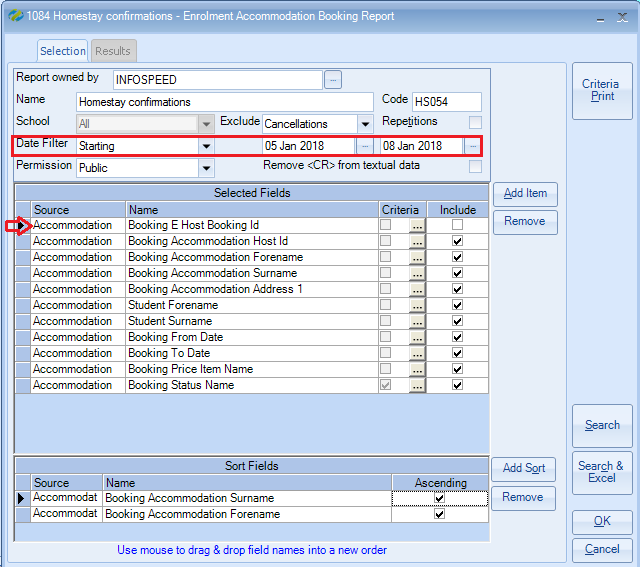 1084 Homestay confirmations - Enrolment Accommodation Booking Report
Selection Results
Report owned by INFOSPEED ...
Name Homestay confirmations Code HS054
School All Exclude Cancellations Repetitions
Date Filter Starting 05 Jan 2018 ... 08 Jan 2018 ...
Permission Public Remove <CR> from textual data
Criteria
Print
Selected Fields
Source Name Criteria Include
Accommodation Booking E Host Booking Id ...
Accommodation Booking Accommodation Host Id ...
Accommodation Booking Accommodation Forename ...
Accommodation Booking Accommodation Surname ...
Accommodation Booking Accommodation Address 1 ...
Accommodation Student Forename ...
Accommodation Student Surname ...
Accommodation Booking From Date ...
Accommodation Booking To Date ...
Accommodation Booking Price Item Name ...
Accommodation Booking Status Name ...
Add Item
Remove
Search
Sort Fields
Source Name Ascending
Accommodat Booking Accommodation Surname
Accommodat Booking Accommodation Forename
Add Sort
Remove
Search &
Excel
OK
Cancel
Use mouse to drag & drop field names into a new order